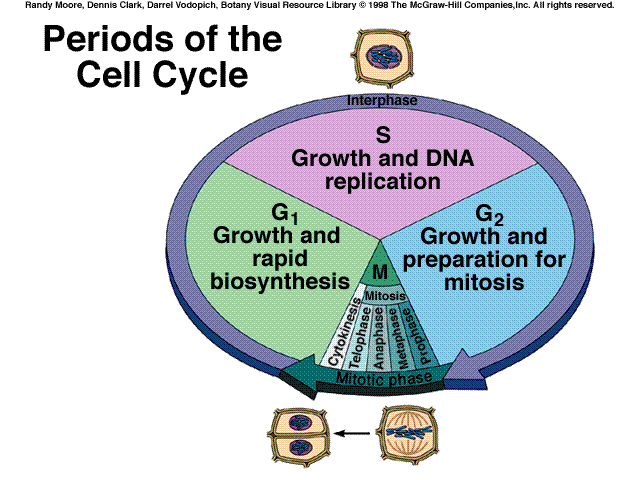 Randy Moore, Dennis Clark, Darrel Vodopich, Botany Visual Resource Library © 1998 The McGraw-Hill Companies,Inc. All rights reserved.
Periods of the
Cell Cycle
Interphase
S
Growth and DNA
replication
G1
Growth and
rapid
biosynthesis
G2
Growth and
preparation for
mitosis
M
Mitosis
Cytokinesis
Telophase
Anaphase
Metaphase
Prophase
Mitotic phase